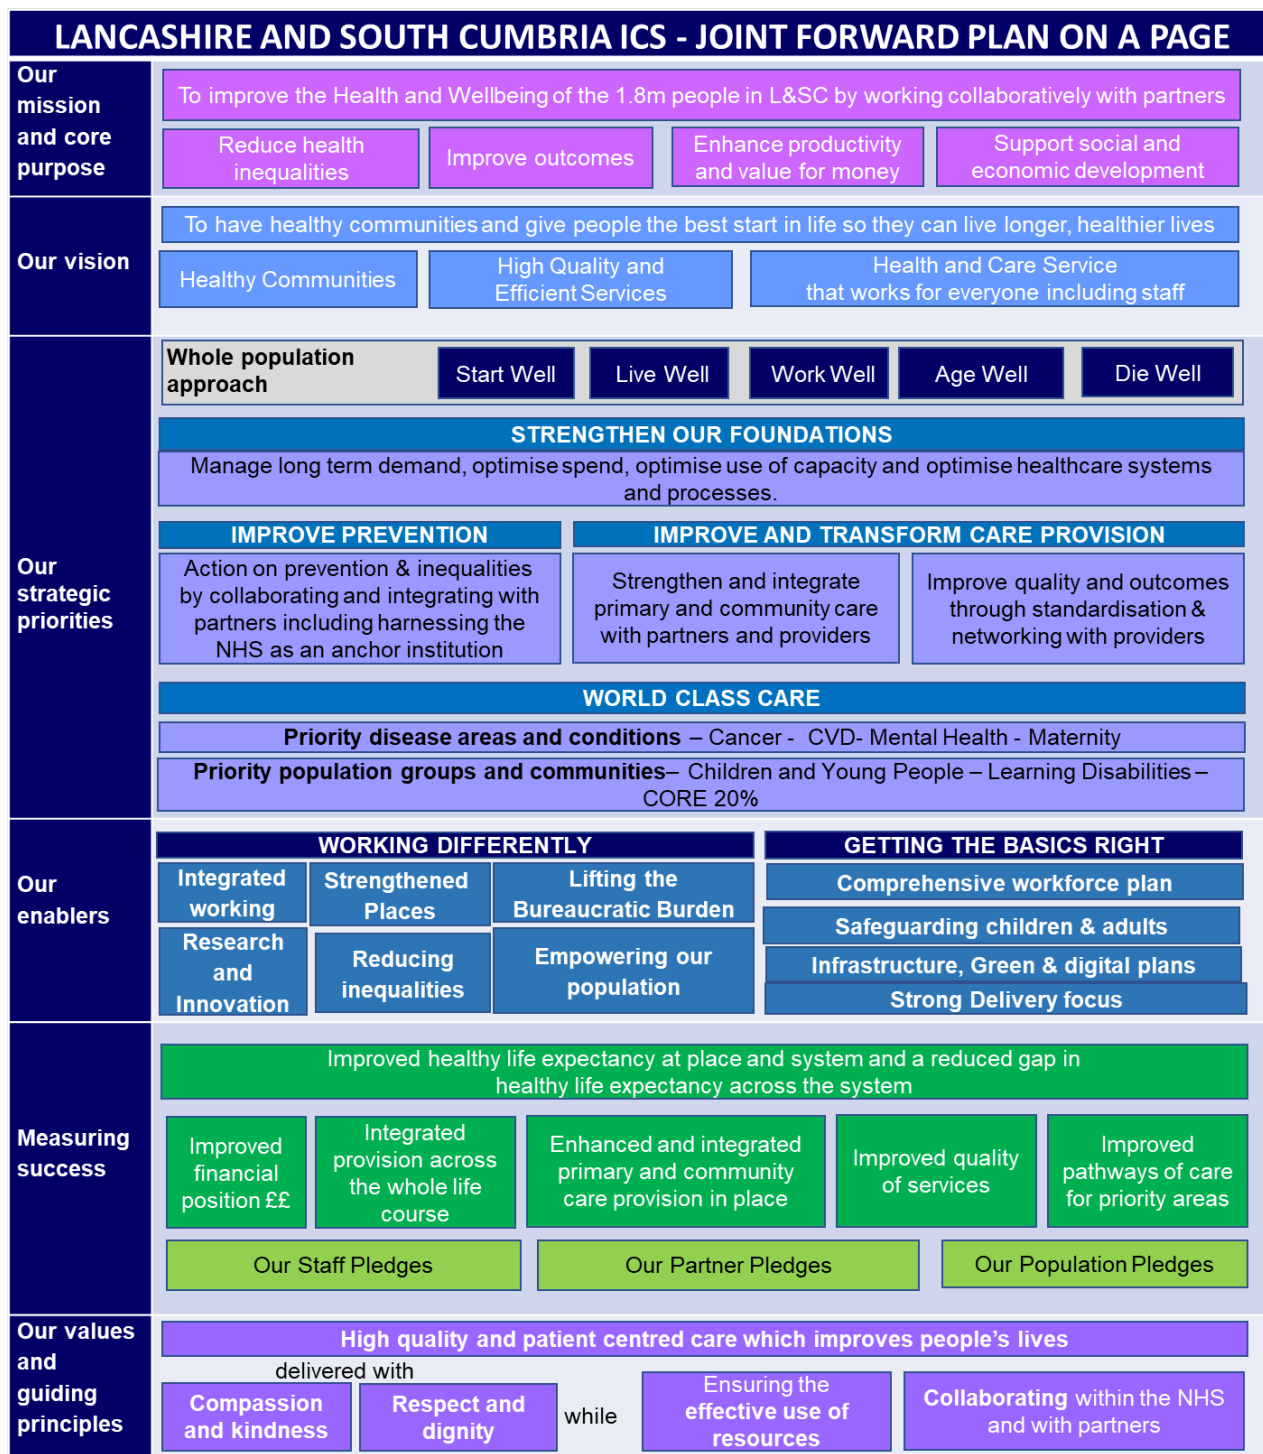 LANCASHIRE AND SOUTH CUMBRIA ICS - JOINT FORWARD PLAN ON A PAGE
Our
mission
and core
purpose
To improve the Health and Wellbeing of the 1.8m people in L&SC by working collaboratively with partners
Reduce health
inequalities
Improve outcomes
Enhance productivity
and value for money
Support social and
economic development
Our vision
To have healthy communities and give people the best start in life so they can live longer, healthier lives
Healthy Communities
High Quality and
Efficient Services
Health and Care Service
that works for everyone including staff
Our
strategic
priorities
Whole population
approach
Start Well
Live Well
Work Well
Age Well
Die Well
STRENGTHEN OUR FOUNDATIONS
Manage long term demand, optimise spend, optimise use of capacity and optimise healthcare systems
and processes.
IMPROVE PREVENTION
Action on prevention & inequalities
by collaborating and integrating with
partners including harnessing the
NHS as an anchor institution
IMPROVE AND TRANSFORM CARE PROVISION
Strengthen and integrate
primary and community care
with partners and providers
Improve quality and outcomes
through standardisation &
networking with providers
WORLD CLASS CARE
Priority disease areas and conditions – Cancer - CVD- Mental Health - Maternity
Priority population groups and communities– Children and Young People – Learning Disabilities –
CORE 20%
Our
enablers
WORKING DIFFERENTLY
Integrated
working
Strengthened
Places
Lifting the
Bureaucratic Burden
Research
and
Innovation
Reducing
inequalities
Empowering our
population
GETTING THE BASICS RIGHT
Comprehensive workforce plan
Safeguarding children & adults
Infrastructure, Green & digital plans
Strong Delivery focus
Measuring
success
Improved healthy life expectancy at place and system and a reduced gap in
healthy life expectancy across the system
Improved
financial
position ££
Integrated
provision across
the whole life
course
Enhanced and integrated
primary and community
care provision in place
Improved quality
of services
Improved
pathways of care
for priority areas
Our Staff Pledges
Our Partner Pledges
Our Population Pledges
Our values
and
guiding
principles
High quality and patient centred care which improves people's lives
delivered with
Compassion
and kindness
Respect and
dignity
while
Ensuring the
effective use of
resources
Collaborating within the NHS
and with partners